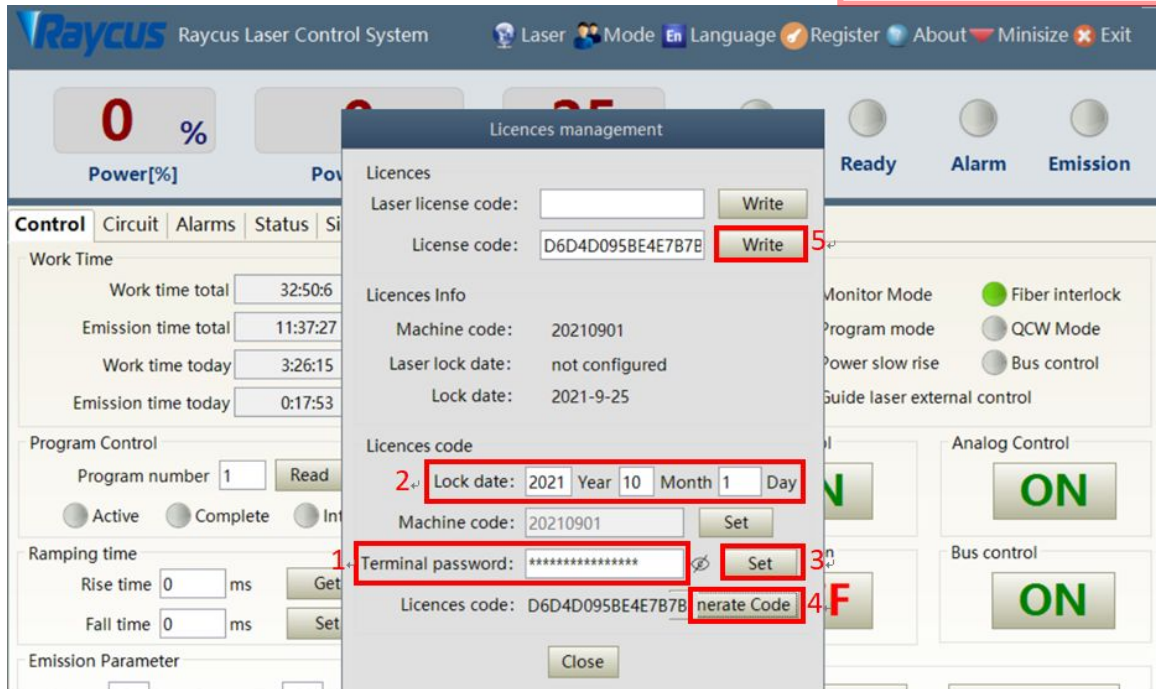 Raycus Raycus Laser Control System Laser Mode En Language Register About Minisize Exit
0 %
Power[%]
Ready Alarm Emission
Control Circuit Alarms Status
Work Time
Work time total 32:50:6
Emission time total 11:37:27
Work time today 3:26:15
Emission time today 0:17:53
Program Control
Program number 1 Read
Active Complete
Ramping time
Rise time 0 ms Get
Fall time 0 ms Set
Emission Parameter
Licences management
Licences
Laser license code: Write
License code: D6D4D095BE4E7B7B Write 5
Licences Info
Machine code: 20210901
Laser lock date: not configured
Lock date: 2021-9-25
Licences code
2 Lock date: 2021 Year 10 Month 1 Day
Machine code: 20210901 Set
1 Terminal password: **************** Set 3
Licences code: D6D4D095BE4E7B7B nerate Code 4
Close
Monitor Mode Fiber interlock
Program mode QCW Mode
Power slow rise Bus control
Guide laser external control
Analog Control
ON
Bus control
ON